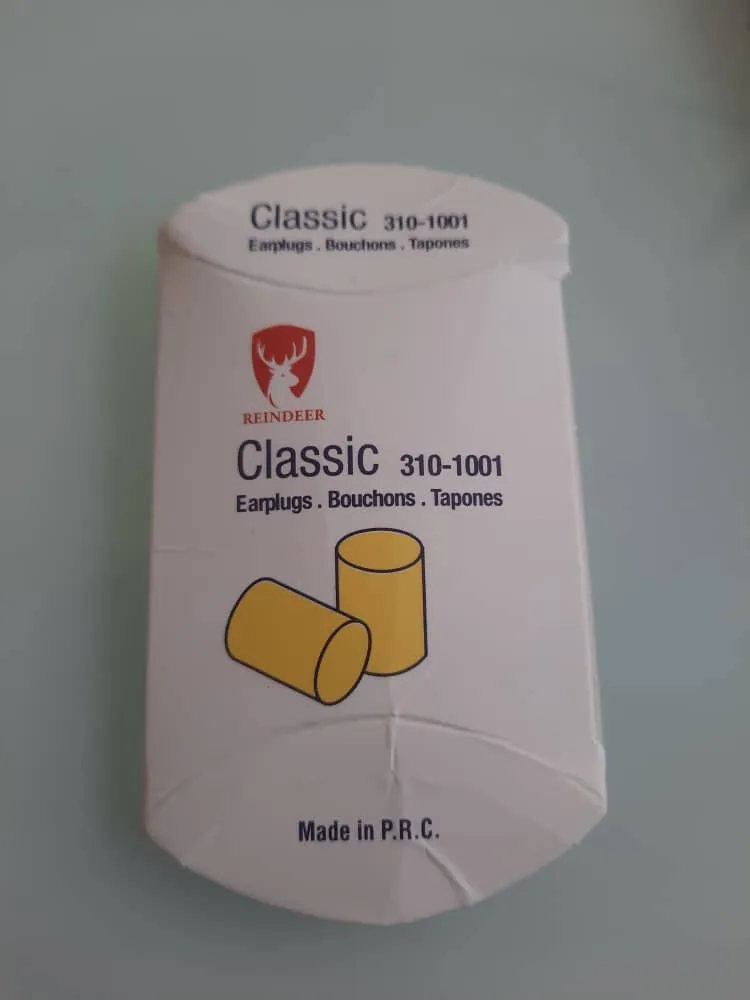 Classic 310-1001
Earplugs . Bouchons . Tapones
REINDEER
Classic 310-1001
Earplugs . Bouchons . Tapones
Made in P.R.C.